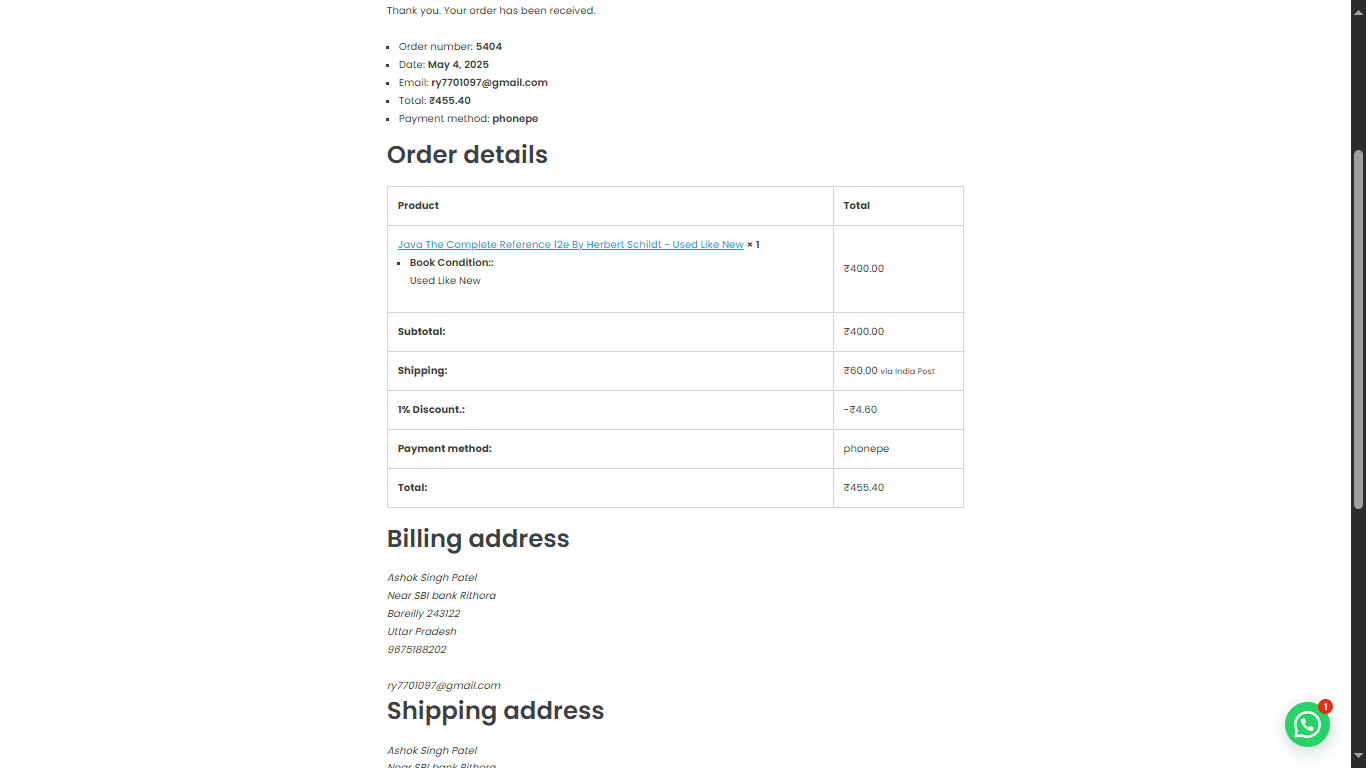 Thank you. Your order has been received.
Order number: 5404
Date: May 4, 2025
Email: ry7701097@gmail.com
Total: ₹455.40
Payment method: phonepe
Order details
Product Total
Java The Complete Reference 12e By Herbert Schildt - Used Like New × 1
Book Condition::
₹400.00
Used Like New
Subtotal: ₹400.00
Shipping: ₹60.00 via India Post
1% Discount.: -₹4.60
Payment method: phonepe
Total: ₹455.40
Billing address
Ashok Singh Patel
Near SBI bank Rithora
Bareilly 243122
Uttar Pradesh
9675188202
ry7701097@gmail.com
Shipping address
1
Ashok Singh Patel
Near SBI bank Rithora